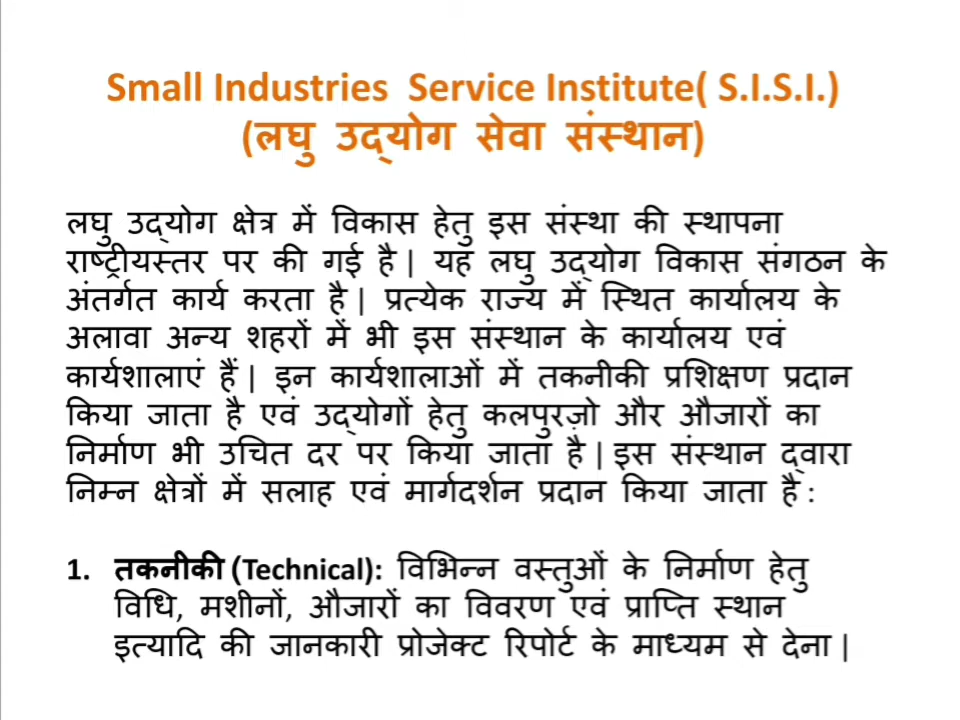 Small Industries Service Institute( S.I.S.I.)
(लघु उद्योग सेवा संस्थान)
लघु उद्योग क्षेत्र में विकास हेतु इस संस्था की स्थापना
राष्ट्रीयस्तर पर की गई है| यह लघु उद्योग विकास संगठन के
अंतर्गत कार्य करता है| प्रत्येक राज्य में स्थित कार्यालय के
अलावा अन्य शहरों में भी इस संस्थान के कार्यालय एवं
कार्यशालाएं हैं| इन कार्यशालाओं में तकनीकी प्रशिक्षण प्रदान
किया जाता है एवं उद्योगों हेतु कलपुरज़ो और औजारों का
निर्माण भी उचित दर पर किया जाता है|इस संस्थान द्वारा
निम्न क्षेत्रों में सलाह एवं मार्गदर्शन प्रदान किया जाता है:
1. तकनीकी (Technical): विभिन्न वस्तुओं के निर्माण हेतु
विधि, मशीनों, औजारों का विवरण एवं प्राप्ति स्थान
इत्यादि की जानकारी प्रोजेक्ट रिपोर्ट के माध्यम से देना|